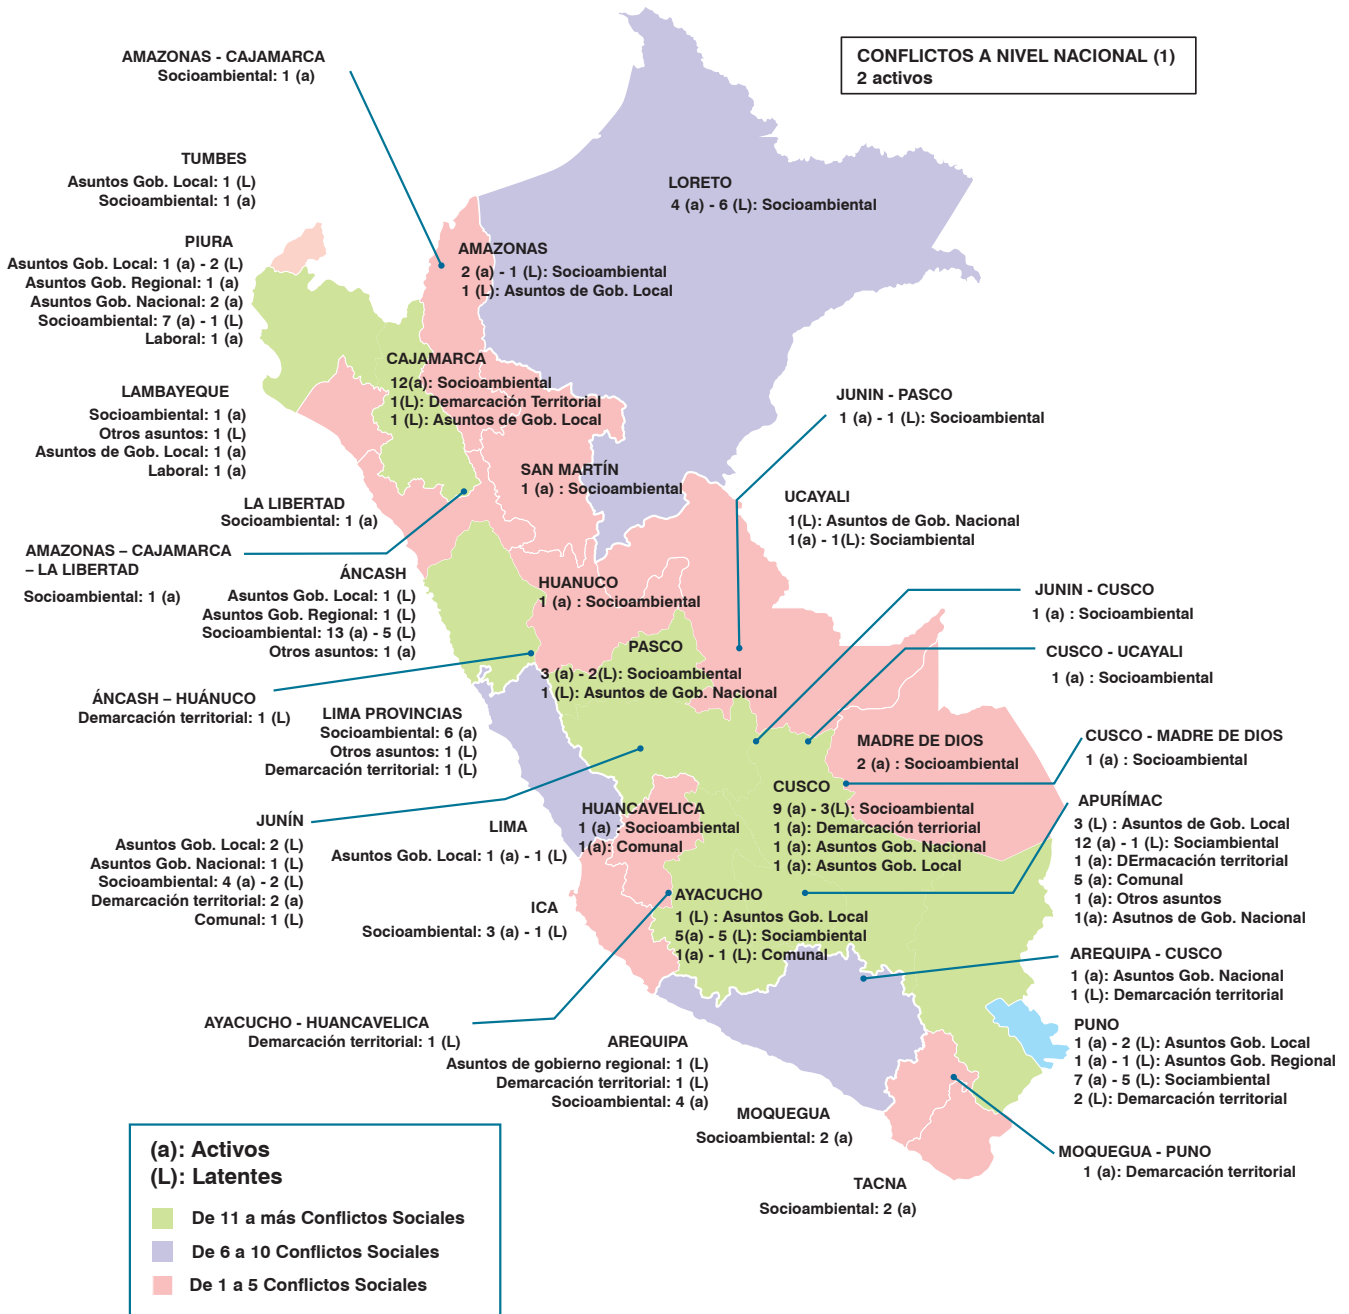 AMAZONAS - CAJAMARCA
Socioambiental: 1 (a)
CONFLICTOS A NIVEL NACIONAL (1)
2 activos
TUMBES
Asuntos Gob. Local: 1 (L)
Socioambiental: 1 (a)
LORETO
4 (a) - 6 (L): Socioambiental
PIURA
Asuntos Gob. Local: 1 (a) - 2 (L)
Asuntos Gob. Regional: 1 (a)
Asuntos Gob. Nacional: 2 (a)
Socioambiental: 7 (a) - 1 (L)
Laboral: 1 (a)
AMAZONAS
2 (a) - 1 (L): Socioambiental
1 (L): Asuntos de Gob. Local
CAJAMARCA
12(a): Socioambiental
1(L): Demarcación Territorial
1 (L): Asuntos de Gob. Local
LAMBAYEQUE
Socioambiental: 1 (a)
Otros asuntos: 1 (L)
Asuntos de Gob. Local: 1 (a)
Laboral: 1 (a)
JUNIN - PASCO
1 (a) - 1 (L): Socioambiental
SAN MARTÍN
1 (a) : Socioambiental
LA LIBERTAD
Socioambiental: 1 (a)
UCAYALI
1(L): Asuntos de Gob. Nacional
1(a) - 1(L): Sociambiental
AMAZONAS – CAJAMARCA
– LA LIBERTAD
Socioambiental: 1 (a)
ÁNCASH
Asuntos Gob. Local: 1 (L)
Asuntos Gob. Regional: 1 (L)
Socioambiental: 13 (a) - 5 (L)
Otros asuntos: 1 (a)
HUANUCO
1 (a) : Socioambiental
JUNIN - CUSCO
1 (a) : Socioambiental
PASCO
3 (a) - 2(L): Socioambiental
1 (L): Asuntos de Gob. Nacional
CUSCO - UCAYALI
1 (a) : Socioambiental
ÁNCASH – HUÁNUCO
Demarcación territorial: 1 (L)
LIMA PROVINCIAS
Socioambiental: 6 (a)
Otros asuntos: 1 (L)
Demarcación territorial: 1 (L)
MADRE DE DIOS
2 (a) : Socioambiental
CUSCO - MADRE DE DIOS
1 (a) : Socioambiental
CUSCO
9 (a) - 3(L): Socioambiental
1 (a): Demarcación terriorial
1 (a): Asuntos Gob. Nacional
1 (a): Asuntos Gob. Local
HUANCAVELICA
1 (a) : Socioambiental
1(a): Comunal
APURÍMAC
3 (L) : Asuntos de Gob. Local
12 (a) - 1 (L): Sociambiental
1 (a): DErmacación territorial
5 (a): Comunal
1 (a): Otros asuntos
1(a): Asutnos de Gob. Nacional
JUNÍN
Asuntos Gob. Local: 2 (L)
Asuntos Gob. Nacional: 1 (L)
Socioambiental: 4 (a) - 2 (L)
Demarcación territorial: 2 (a)
Comunal: 1 (L)
LIMA
Asuntos Gob. Local: 1 (a) - 1 (L)
AYACUCHO
1 (L) : Asuntos Gob. Local
5(a) - 5 (L): Sociambiental
1(a) - 1 (L): Comunal
ICA
Socioambiental: 3 (a) - 1 (L)
AREQUIPA - CUSCO
1 (a): Asuntos Gob. Nacional
1 (L): Demarcación territorial
AYACUCHO - HUANCAVELICA
Demarcación territorial: 1 (L)
PUNO
1 (a) - 2 (L): Asuntos Gob. Local
1 (a) - 1 (L): Asuntos Gob. Regional
7 (a) - 5 (L): Sociambiental
2 (L): Demarcación territorial
AREQUIPA
Asuntos de gobierno regional: 1 (L)
Demarcación territorial: 1 (L)
Socioambiental: 4 (a)
MOQUEGUA
Socioambiental: 2 (a)
MOQUEGUA - PUNO
1 (a): Demarcación territorial
TACNA
Socioambiental: 2 (a)
(a): Activos
(L): Latentes
De 11 a más Conflictos Sociales
De 6 a 10 Conflictos Sociales
De 1 a 5 Conflictos Sociales